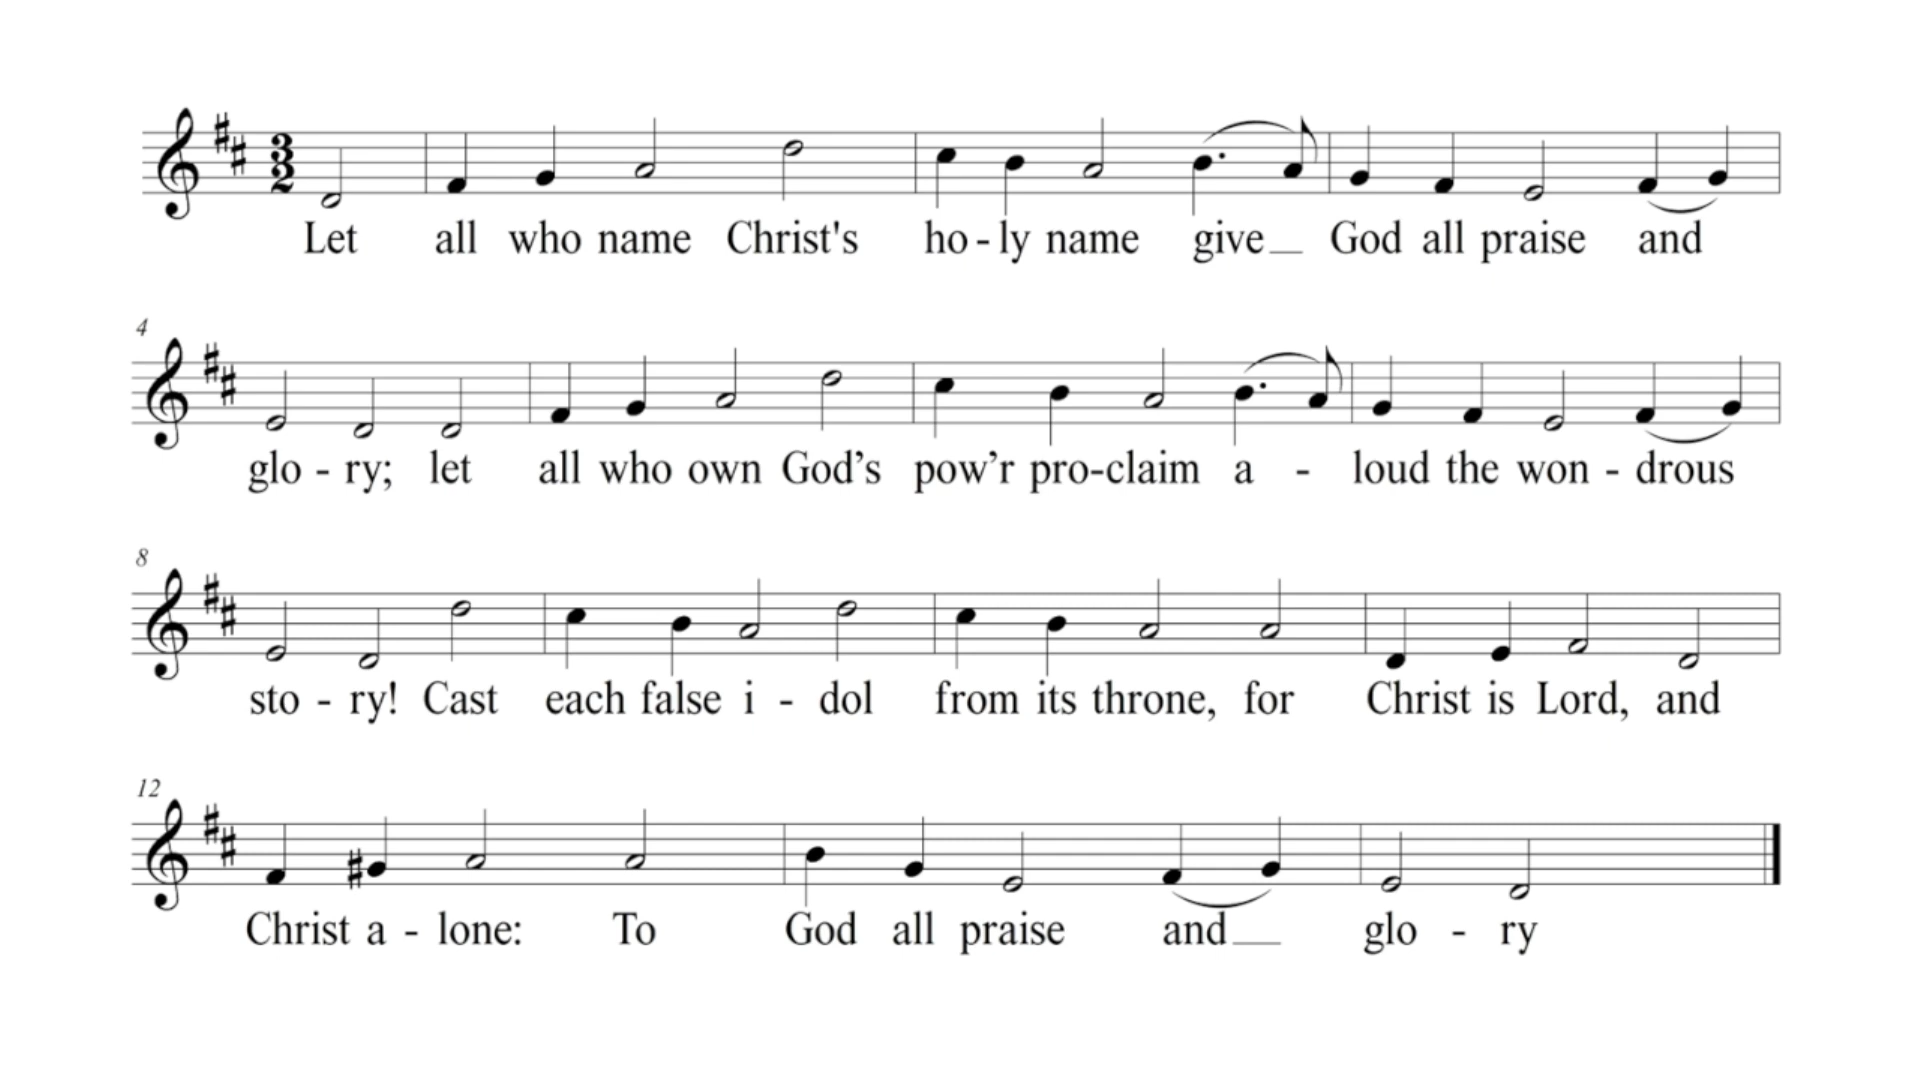 Let all who name Christ's ho - ly name give God all praise and
4
glo - ry; let all who own God’s pow’r pro-claim a - loud the won - drous
8
sto - ry! Cast each false i - dol from its throne, for Christ is Lord, and
12
Christ a - lone: To God all praise and glo - ry